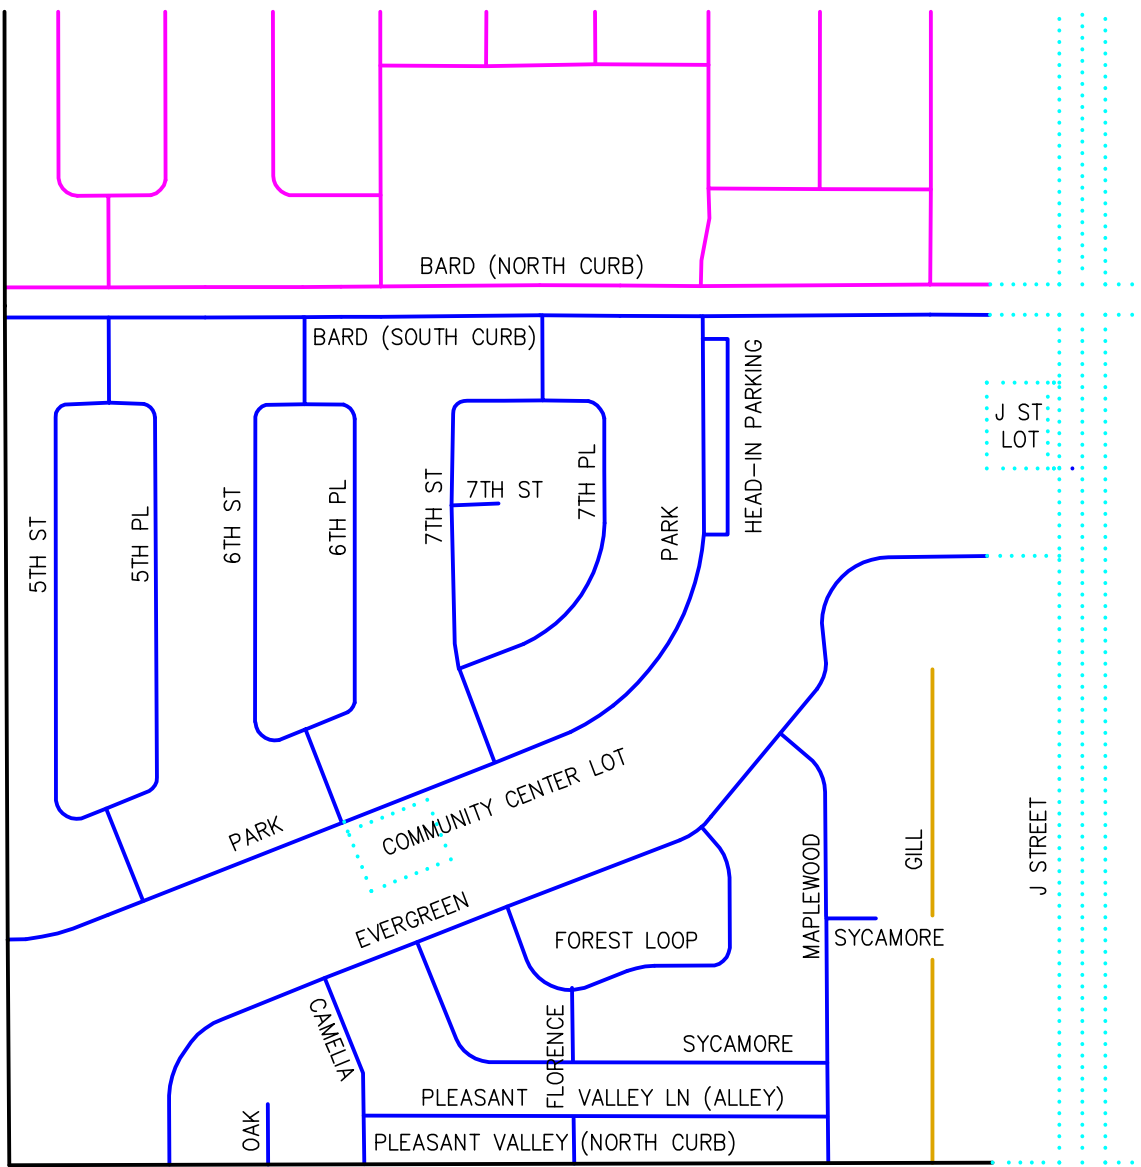 BARD (NORTH CURB)
BARD (SOUTH CURB)
HEAD-IN PARKING
J ST
LOT
5TH ST
5TH PL
6TH ST
6TH PL
7TH ST
7TH ST
7TH PL
PARK
PARK
COMMUNITY CENTER LOT
EVERGREEN
FOREST LOOP
MAPLEWOOD
SYCAMORE
GILL
J STREET
CAMELIA
FLORENCE
SYCAMORE
OAK
PLEASANT VALLEY LN (ALLEY)
PLEASANT VALLEY (NORTH CURB)